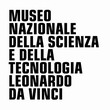 MUSEO
NAZIONALE
DELLA SCIENZA
E DELLA
TECNOLOGIA
LEONARDO
DA VINCI